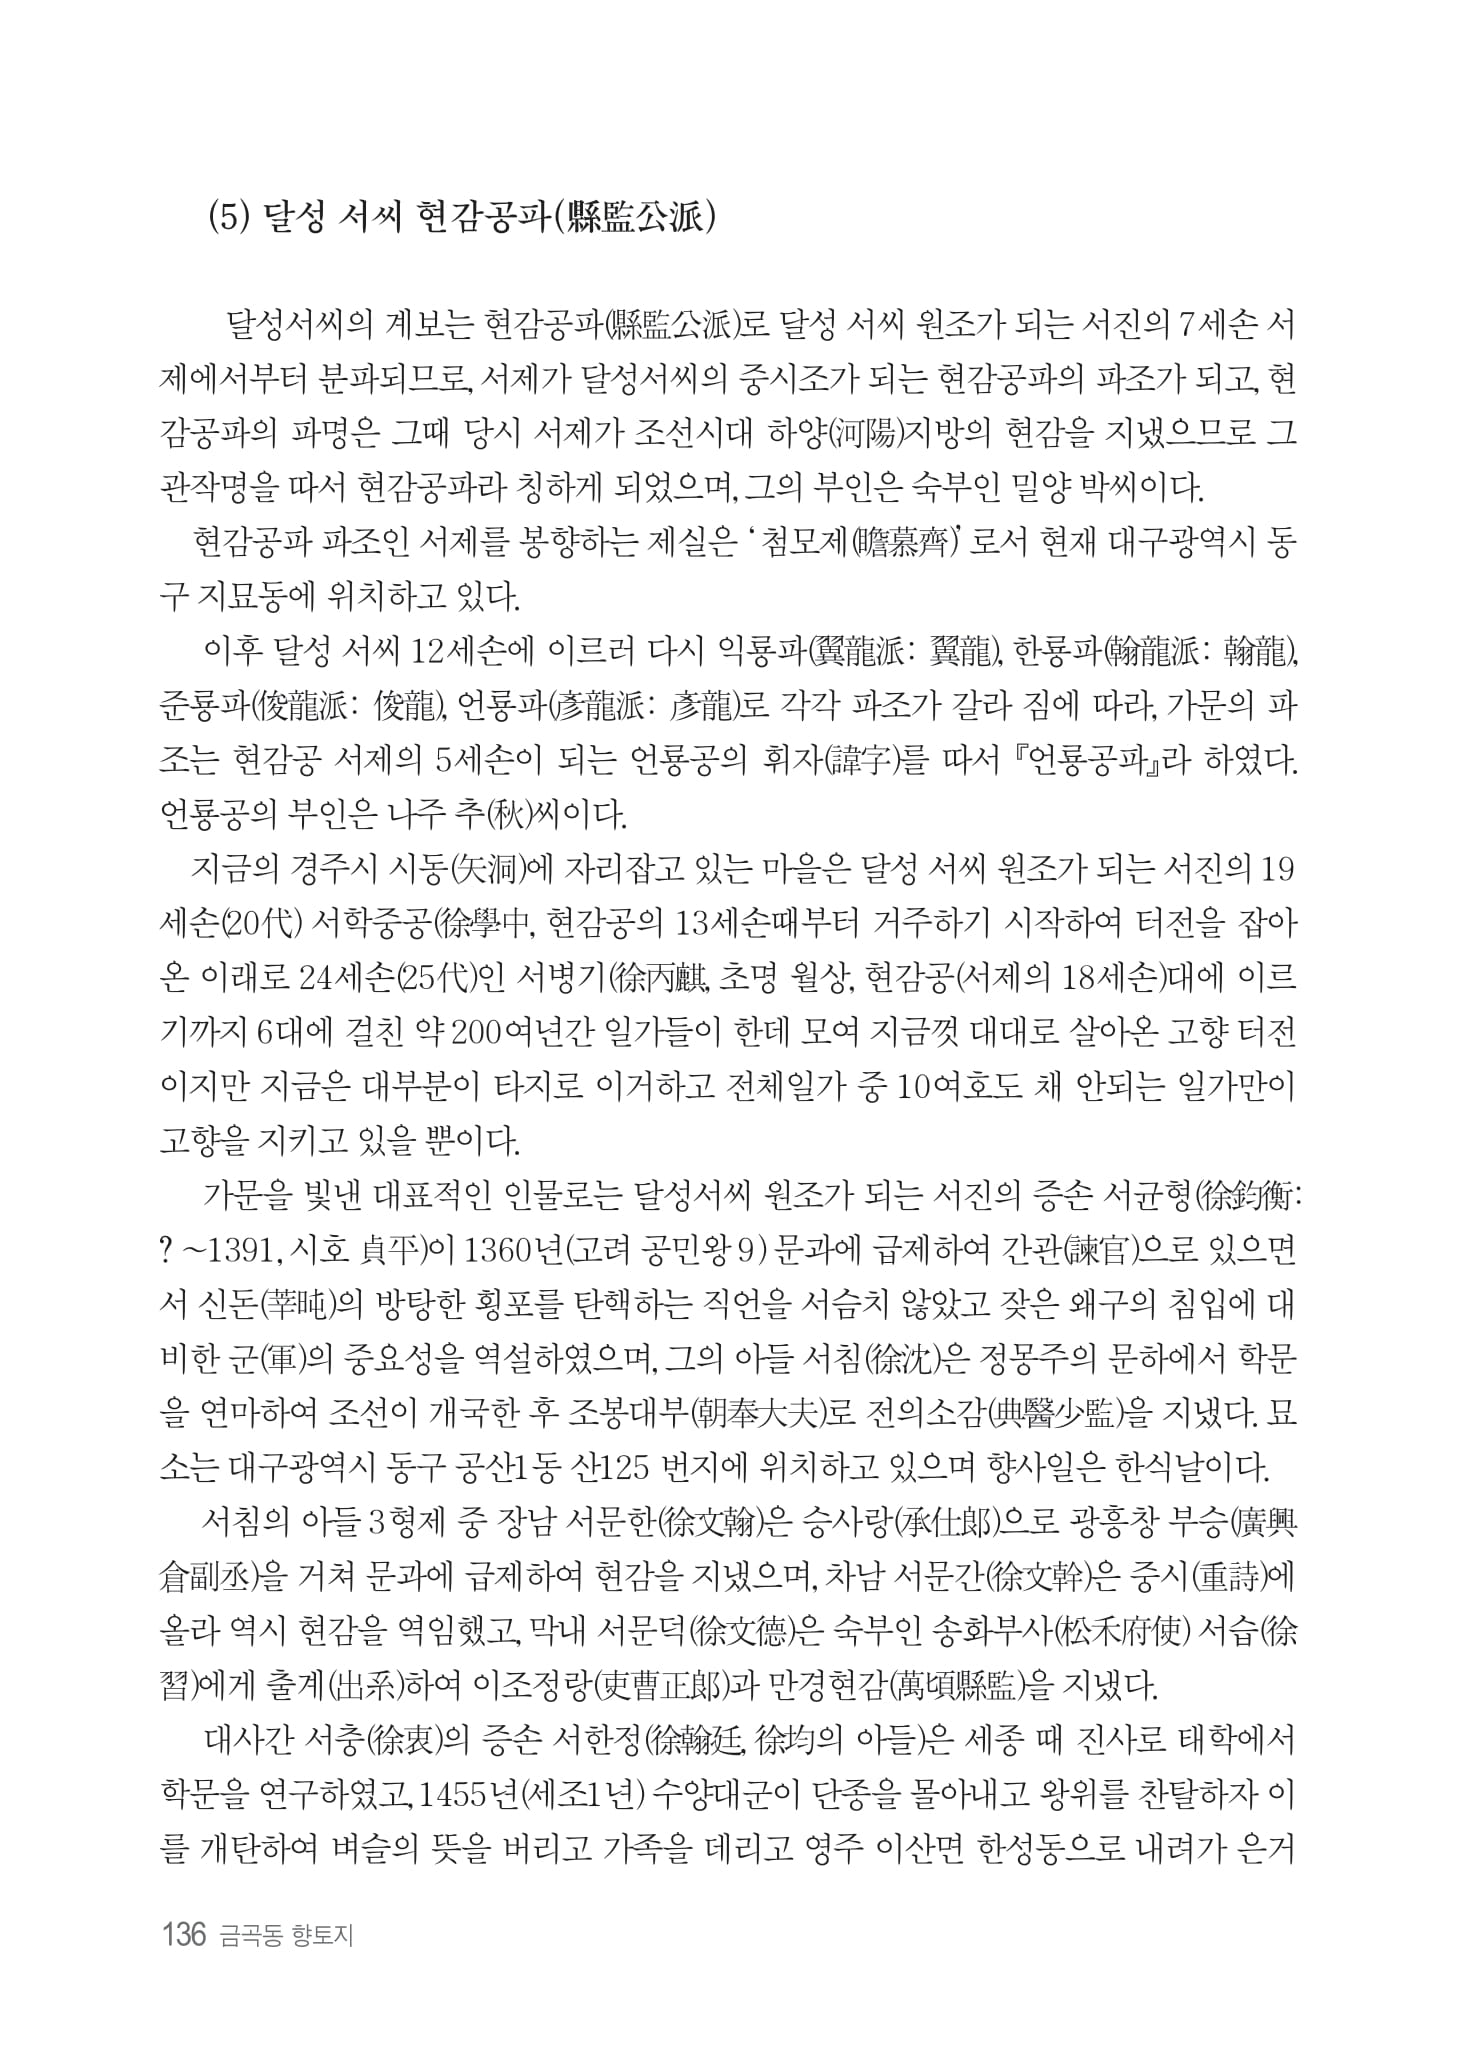 (5) 달성 서씨 현감공파(縣監公派)
달성서씨의 계보는 현감공파(縣監公派)로 달성 서씨 원조가 되는 서진의 7세손 서
제에서부터 분파되므로, 서제가 달성서씨의 중시조가 되는 현감공파의 파조가 되고, 현
감공파의 파명은 그때 당시 서제가 조선시대 하양(河陽)지방의 현감을 지냈으므로 그
관작명을 따서 현감공파라 칭하게 되었으며, 그의 부인은 숙부인 밀양 박씨이다.
현감공파 파조인 서제를 봉향하는 제실은 ‘첨모제(瞻慕齊)’로서 현재 대구광역시 동
구 지묘동에 위치하고 있다.
이후 달성 서씨 12세손에 이르러 다시 익룡파(翼龍派: 翼龍), 한룡파(翰龍派: 翰龍),
준룡파(俊龍派: 俊龍), 언룡파(彦龍派: 彦龍)로 각각 파조가 갈라 짐에 따라, 가문의 파
조는 현감공 서제의 5세손이 되는 언룡공의 휘자(諱字)를 따서『언룡공파』라 하였다.
언룡공의 부인은 나주 추(秋)씨이다.
지금의 경주시 시동(矢洞)에 자리잡고 있는 마을은 달성 서씨 원조가 되는 서진의 19
세손(20代) 서학중공(徐學中, 현감공의 13세손때부터 거주하기 시작하여 터전을 잡아
온 이래로 24세손(25代)인 서병기(徐丙麒, 초명 월상, 현감공(서제의 18세손)대에 이르
기까지 6대에 걸친 약 200여년간 일가들이 한데 모여 지금껏 대대로 살아온 고향 터전
이지만 지금은 대부분이 타지로 이거하고 전체일가 중 10여호도 채 안되는 일가만이
고향을 지키고 있을 뿐이다.
가문을 빛낸 대표적인 인물로는 달성서씨 원조가 되는 서진의 증손 서균형(徐鈞衡:
? ~1391, 시호 貞平)이 1360년(고려 공민왕 9) 문과에 급제하여 간관(諫官)으로 있으면
서 신돈(莘旽)의 방탕한 횡포를 탄핵하는 직언을 서슴치 않았고 잦은 왜구의 침입에 대
비한 군(軍)의 중요성을 역설하였으며, 그의 아들 서침(徐沈)은 정몽주의 문하에서 학문
을 연마하여 조선이 개국한 후 조봉대부(朝奉大夫)로 전의소감(典醫少監)을 지냈다. 묘
소는 대구광역시 동구 공산1동 산125 번지에 위치하고 있으며 향사일은 한식날이다.
서침의 아들 3형제 중 장남 서문한(徐文翰)은 승사랑(承仕郎)으로 광흥창 부승(廣興
倉副丞)을 거쳐 문과에 급제하여 현감을 지냈으며, 차남 서문간(徐文幹)은 중시(重詩)에
올라 역시 현감을 역임했고, 막내 서문덕(徐文德)은 숙부인 송화부사(松禾府使) 서습(徐
習)에게 출계(出系)하여 이조정랑(吏曹正郞)과 만경현감(萬頃縣監)을 지냈다.
대사간 서충(徐衷)의 증손 서한정(徐翰廷, 徐均의 아들)은 세종 때 진사로 태학에서
학문을 연구하였고, 1455년(세조1년) 수양대군이 단종을 몰아내고 왕위를 찬탈하자 이
를 개탄하여 벼슬의 뜻을 버리고 가족을 데리고 영주 이산면 한성동으로 내려가 은거
136 금곡동 향토지